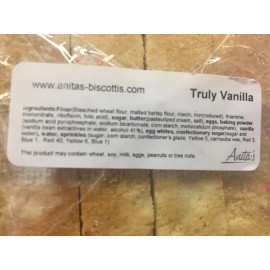 www.anitas-biscottis.com
Truly Vanilla
ingredients:Flour(Bleached wheat flour, malted barley flour, niacin, iron(reduced), thiamine,
mononitrate, riboflavin, folic acid), sugar, butter(pasteurized cream, salt), eggs, baking powder
(sodium acid pyrophosphate, sodium bicarbonate, corn starch, monocalcium phosphate), vanilla
(vanilla bean extractives in water, alcohol 41%), egg whites, confectionary sugar(sugar and
water), water, sprinkles (sugar, corn starch, confectioner's glaze, Yellow 5, carnauba wax, Red 3,
Blue 1, Red 40, Yellow 6, Blue 1)
This product may contain wheat, soy, milk, eggs, peanuts or tree nuts.
Anita's